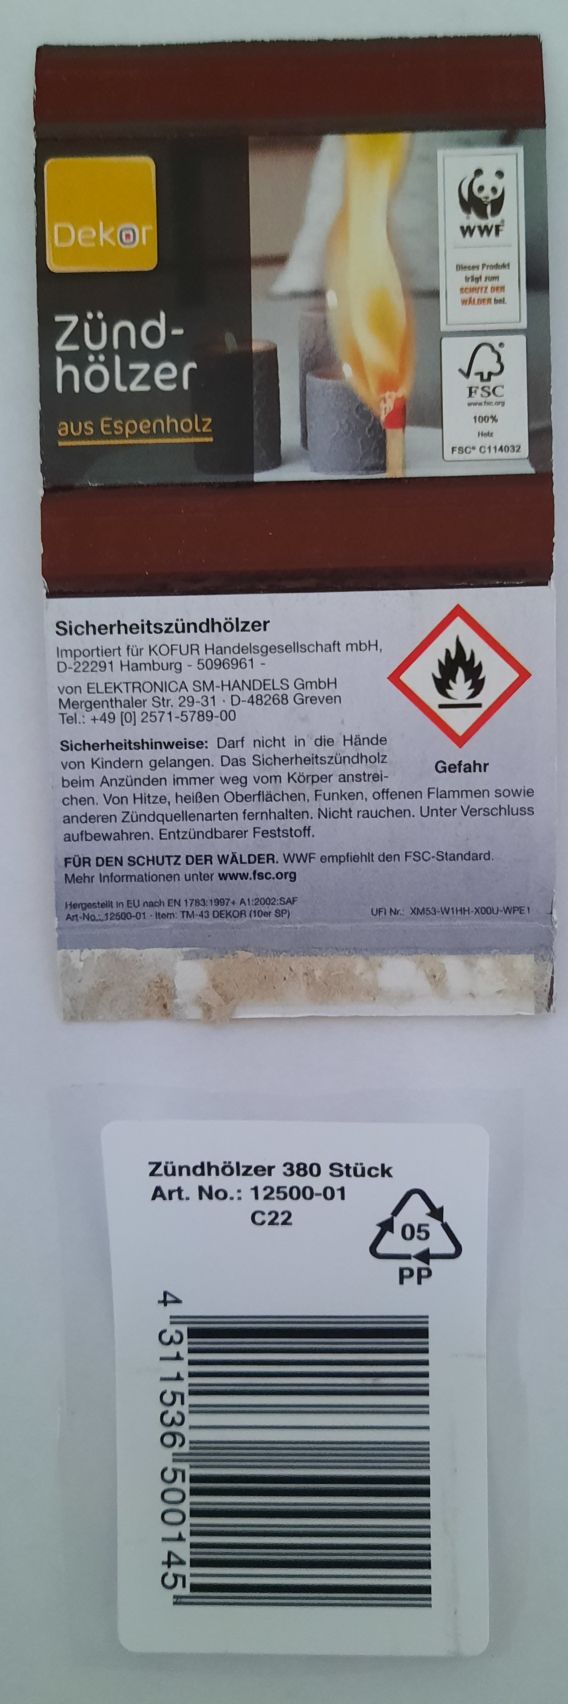 Dekor
Zünd-
hölzer
aus Espenholz
WWF
Dieses Produkt
trägt zum
SCHUTZ DER
WÄLDER bei.
FSC
www.fsc.org
100%
Holz
FSC® C114032
Sicherheitszündhölzer
Importiert für KOFUR Handelsgesellschaft mbH,
D-22291 Hamburg - 5096961 -
von ELEKTRONICA SM-HANDELS GmbH
Mergenthaler Str. 29-31 · D-48268 Greven
Tel.: +49 [0] 2571-5789-00
Sicherheitshinweise: Darf nicht in die Hände
von Kindern gelangen. Das Sicherheitszündholz
beim Anzünden immer weg vom Körper anstrei-
chen. Von Hitze, heißen Oberflächen, Funken, offenen Flammen sowie
anderen Zündquellenarten fernhalten. Nicht rauchen. Unter Verschluss
aufbewahren. Entzündbarer Feststoff.
Gefahr
FÜR DEN SCHUTZ DER WÄLDER. WWF empfiehlt den FSC-Standard.
Mehr Informationen unter www.fsc.org
Hergestellt in EU nach EN 1783:1997+ A1:2002:SAF
Art-No.: 12500-01 - Item: TM-43 DEKOR (10er SP)
UFI Nr.: XM53-W1HH-X00U-WPE1
Zündhölzer 380 Stück
Art. No.: 12500-01
C22
05
PP
4 311536 500145